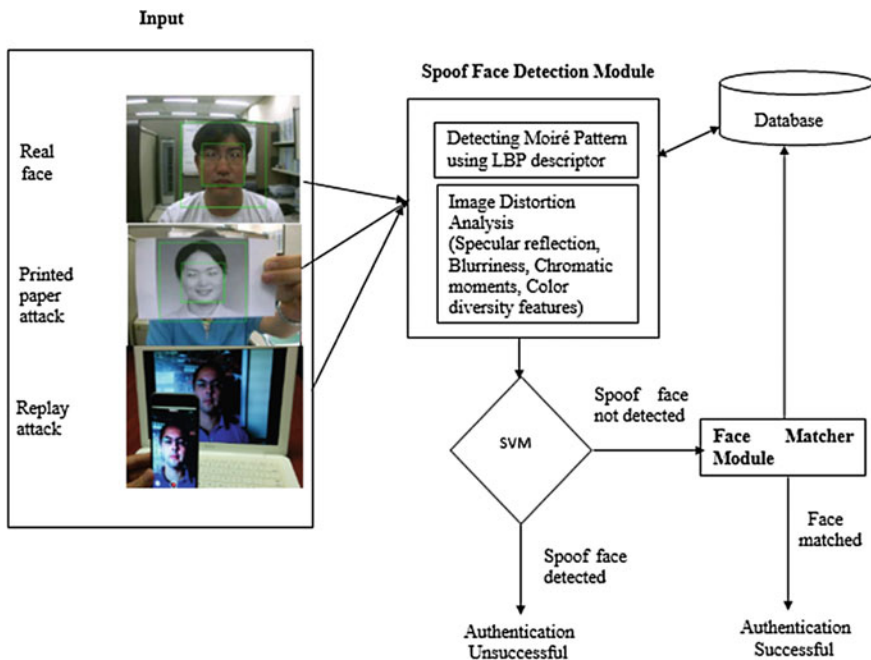 Input
Real
face
Printed
paper
attack
Replay
attack
Spoof Face Detection Module
Detecting Moiré Pattern
using LBP descriptor
Image Distortion
Analysis
(Specular reflection,
Blurriness, Chromatic
moments, Color
diversity features)
Database
SVM
Spoof face
not detected
Face Matcher
Module
Spoof face
detected
Face
matched
Authentication
Unsuccessful
Authentication
Successful